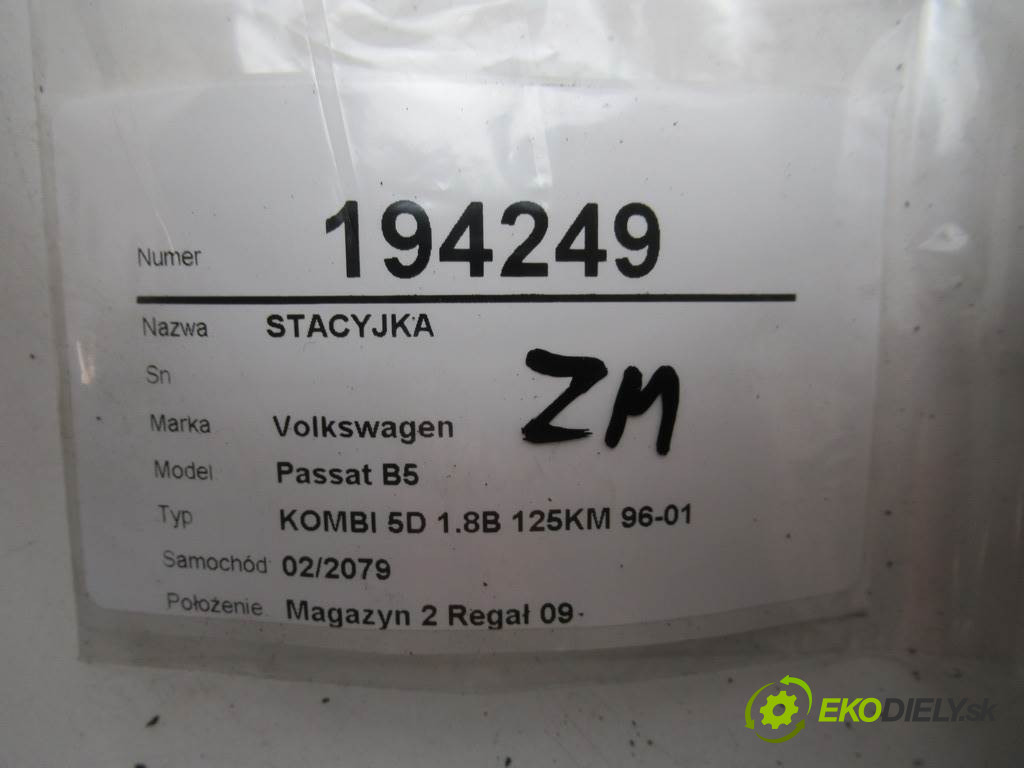 Numer 194249
Nazwa STACYJKA
Sn
ZM
Marka Volkswagen
Model Passat B5
Typ KOMBI 5D 1.8B 125KM 96-01
Samochód 02/2079
Położenie Magazyn 2 Regał 09-
EKODIELY.sk